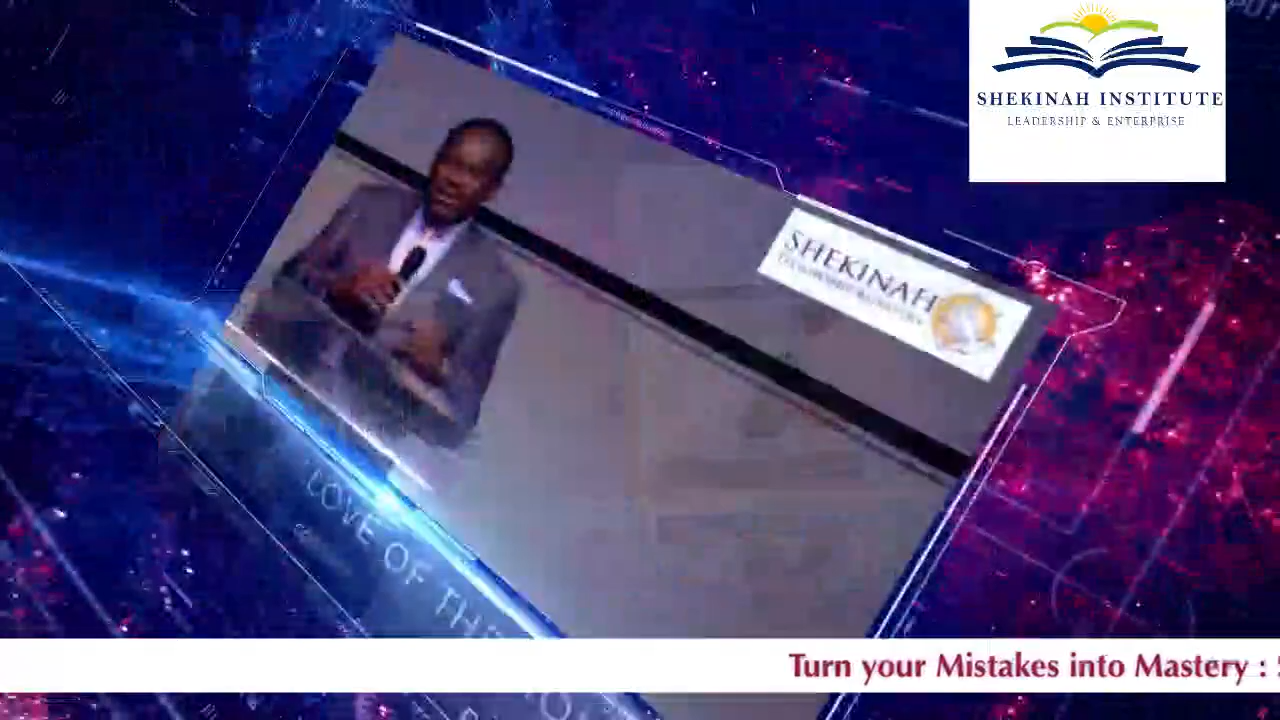 SHEKINAH INSTITUTE
LEADERSHIP & ENTERPRISE
SHEKINAH
LOVE OF THE
Turn your Mistakes into Mastery :